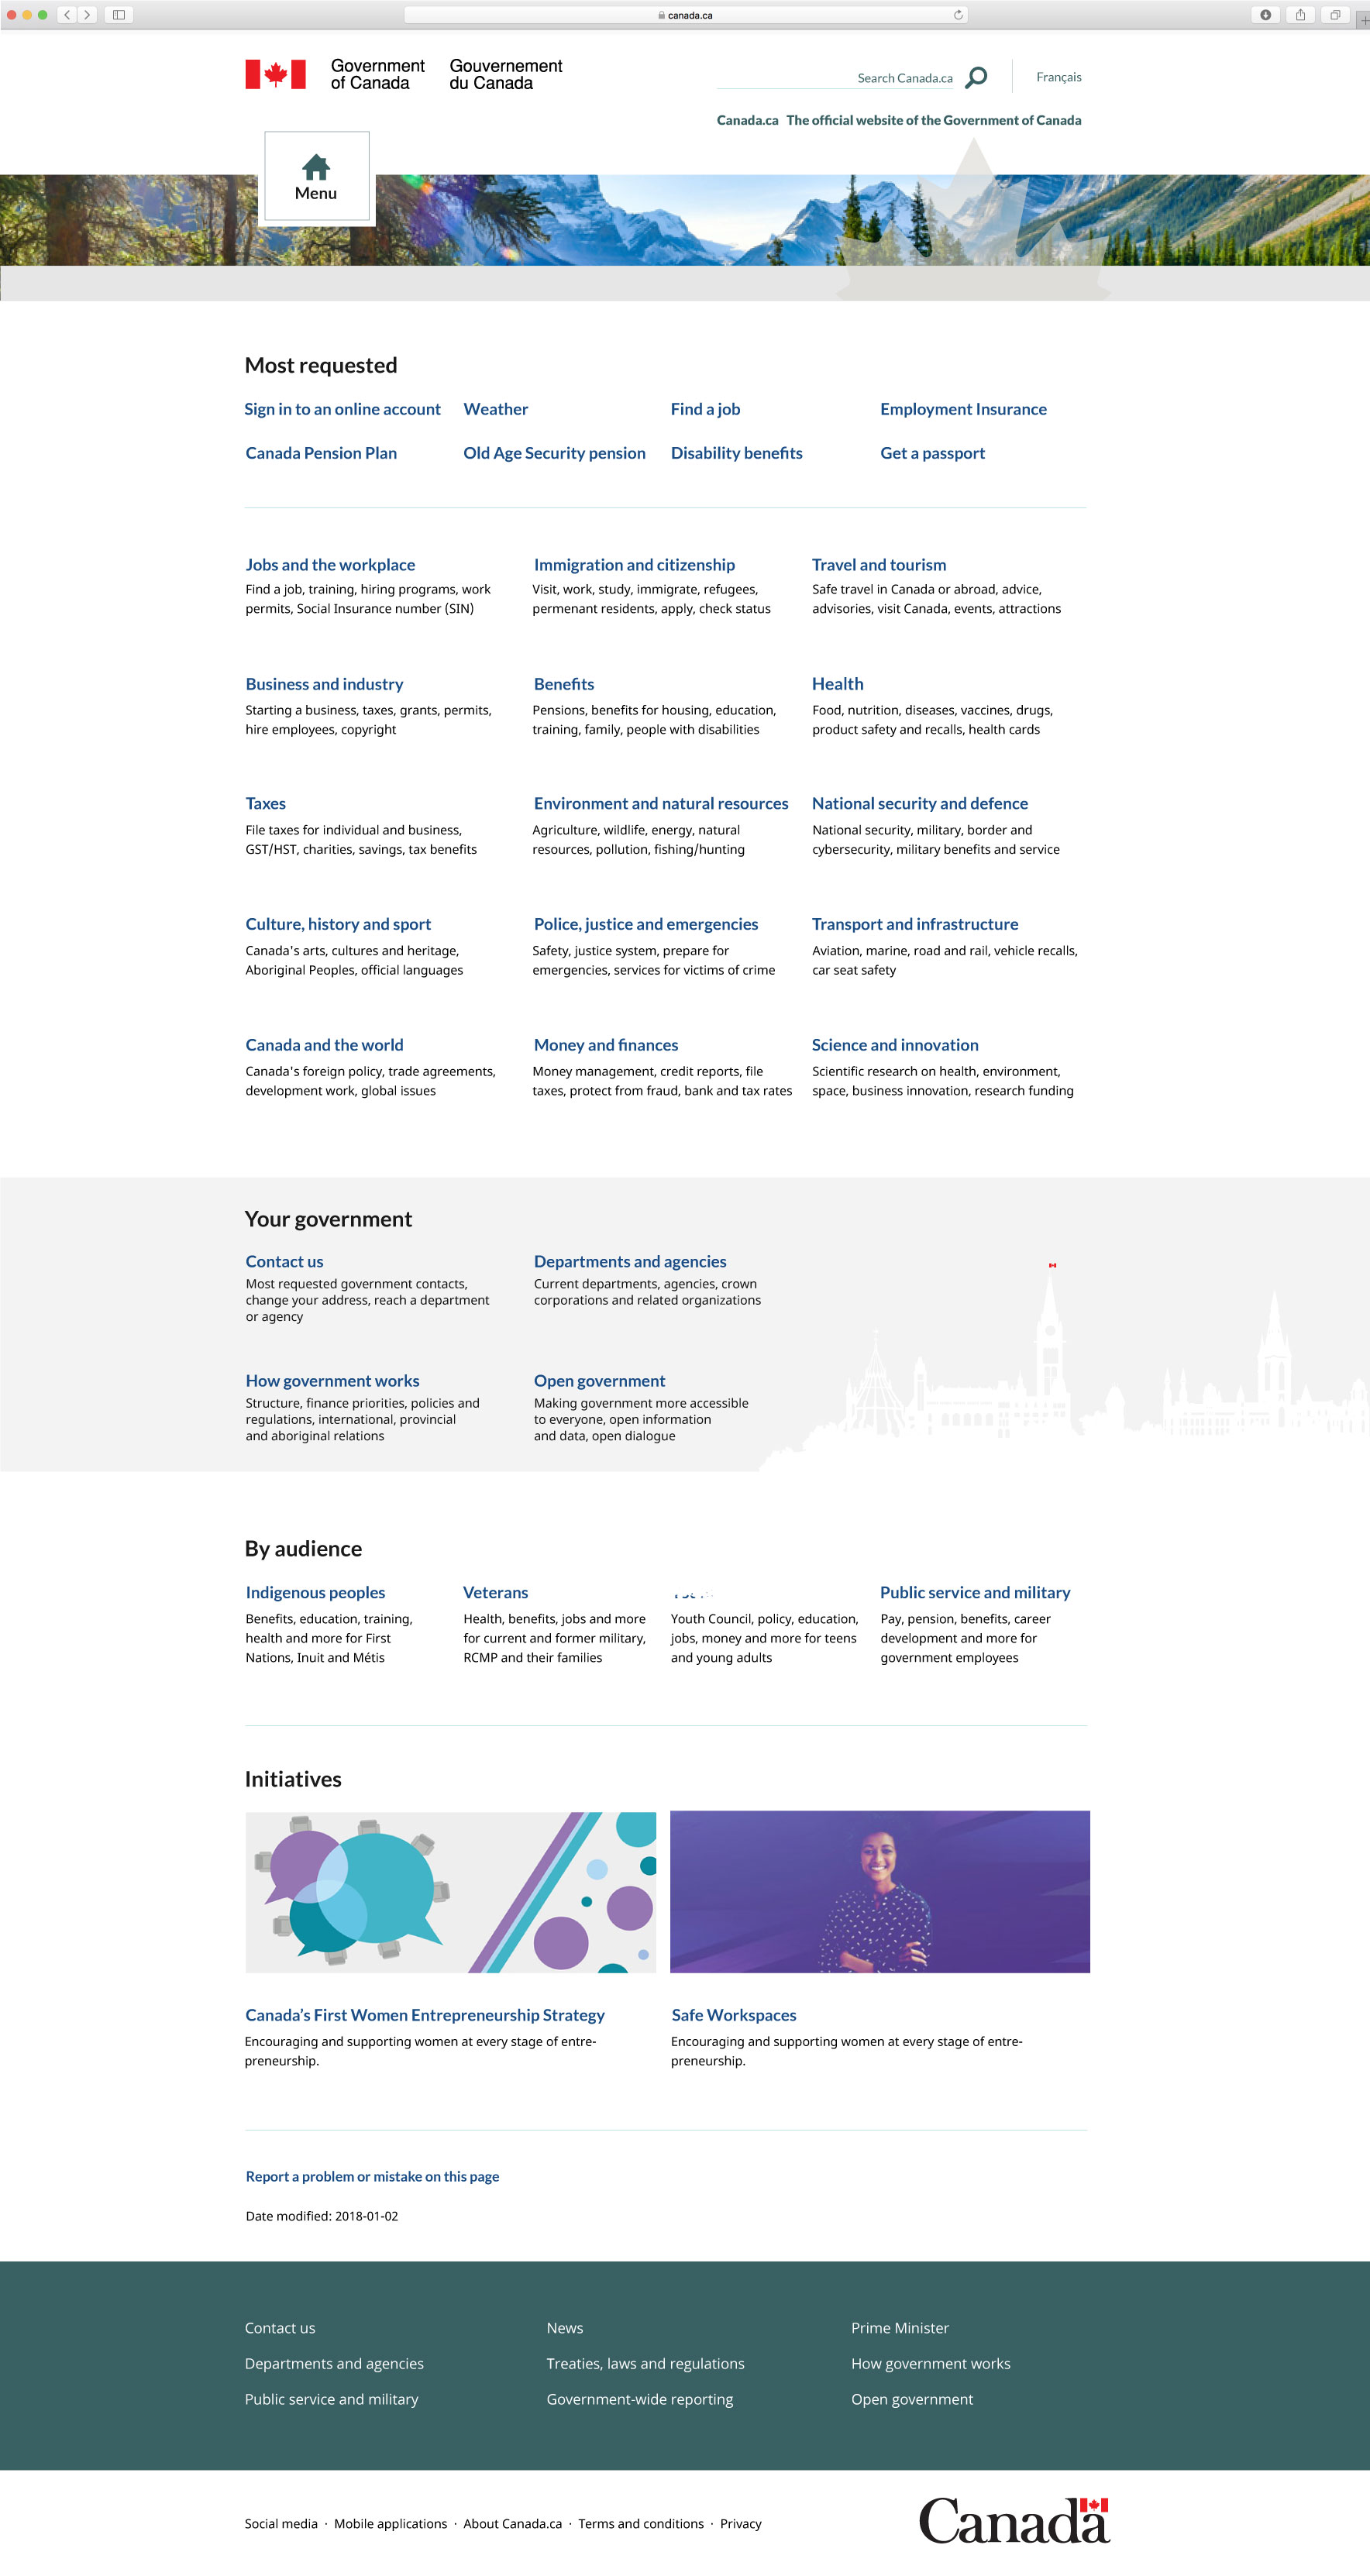 canada.ca
Government
of Canada
Gouvernement
du Canada
Search Canada.ca
Français
Canada.ca The official website of the Government of Canada
Menu
Most requested
Sign in to an online account
Weather
Find a job
Employment Insurance
Canada Pension Plan
Old Age Security pension
Disability benefits
Get a passport
Jobs and the workplace
Find a job, training, hiring programs, work
permits, Social Insurance number (SIN)
Immigration and citizenship
Visit, work, study, immigrate, refugees,
permenant residents, apply, check status
Travel and tourism
Safe travel in Canada or abroad, advice,
advisories, visit Canada, events, attractions
Business and industry
Starting a business, taxes, grants, permits,
hire employees, copyright
Benefits
Pensions, benefits for housing, education,
training, family, people with disabilities
Health
Food, nutrition, diseases, vaccines, drugs,
product safety and recalls, health cards
Taxes
File taxes for individual and business,
GST/HST, charities, savings, tax benefits
Environment and natural resources
Agriculture, wildlife, energy, natural
resources, pollution, fishing/hunting
National security and defence
National security, military, border and
cybersecurity, military benefits and service
Culture, history and sport
Canada's arts, cultures and heritage,
Aboriginal Peoples, official languages
Police, justice and emergencies
Safety, justice system, prepare for
emergencies, services for victims of crime
Transport and infrastructure
Aviation, marine, road and rail, vehicle recalls,
car seat safety
Canada and the world
Canada's foreign policy, trade agreements,
development work, global issues
Money and finances
Money management, credit reports, file
taxes, protect from fraud, bank and tax rates
Science and innovation
Scientific research on health, environment,
space, business innovation, research funding
Your government
Contact us
Most requested government contacts,
change your address, reach a department
or agency
Departments and agencies
Current departments, agencies, crown
corporations and related organizations
How government works
Structure, finance priorities, policies and
regulations, international, provincial
and aboriginal relations
Open government
Making government more accessible
to everyone, open information
and data, open dialogue
By audience
Indigenous peoples
Benefits, education, training,
health and more for First
Nations, Inuit and Métis
Veterans
Health, benefits, jobs and more
for current and former military,
RCMP and their families
Youth Council, policy, education,
jobs, money and more for teens
and young adults
Public service and military
Pay, pension, benefits, career
development and more for
government employees
Initiatives
Canada’s First Women Entrepreneurship Strategy
Encouraging and supporting women at every stage of entre-
preneurship.
Safe Workspaces
Encouraging and supporting women at every stage of entre-
preneurship.
Report a problem or mistake on this page
Date modified: 2018-01-02
Contact us
News
Prime Minister
Departments and agencies
Treaties, laws and regulations
How government works
Public service and military
Government-wide reporting
Open government
Social media · Mobile applications · About Canada.ca · Terms and conditions · Privacy
Canada